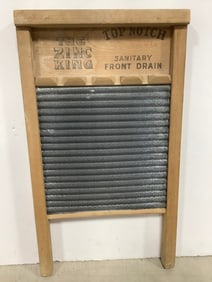 THE
ZINC
KING
TOP NOTCH
SANITARY
FRONT DRAIN